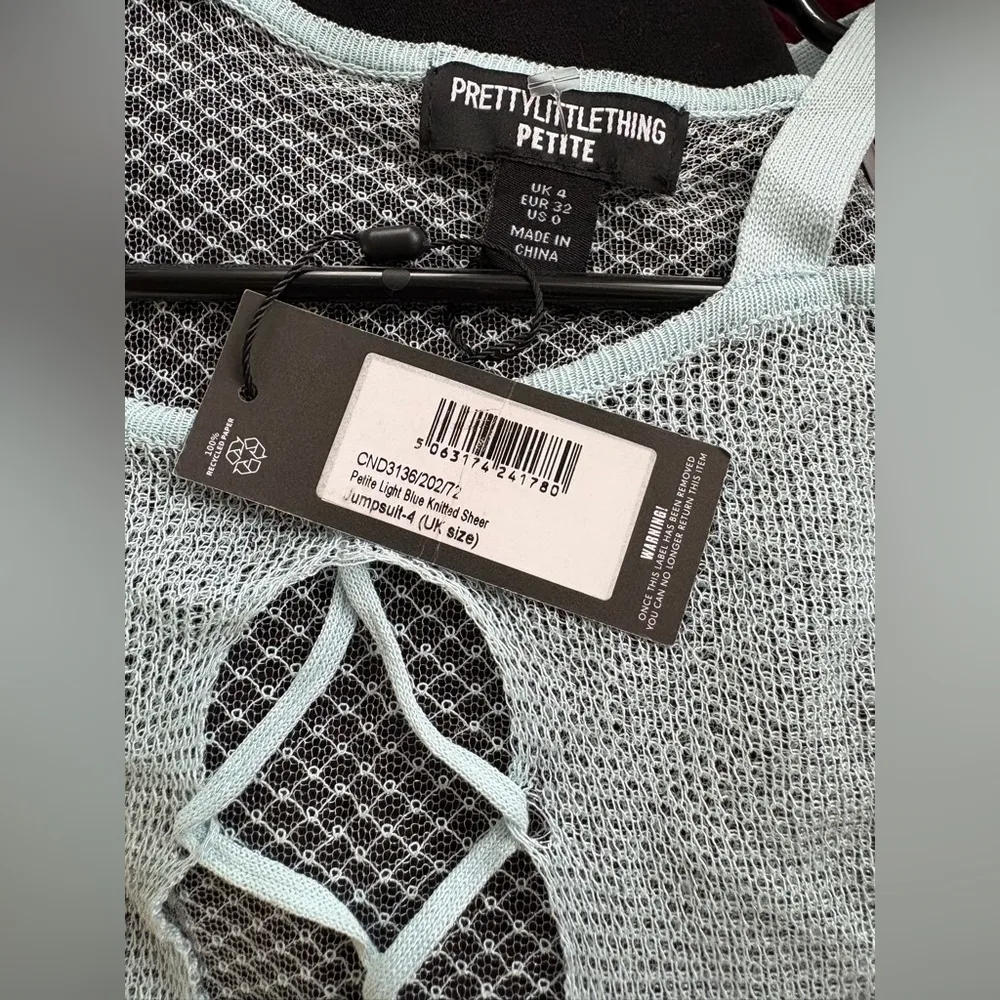 PRETTYLITTLETHING
PETITE
UK 4
EUR 32
US 0
MADE IN
CHINA
100%
RECYCLED PAPER
5 063174 241780
CND3136/202/72
Petite Light Blue Knitted Sheer
Jumpsuit-4 (UK size)
WARNING!
ONCE THIS LABEL HAS BEEN REMOVED
YOU CAN NO LONGER RETURN THIS ITEM